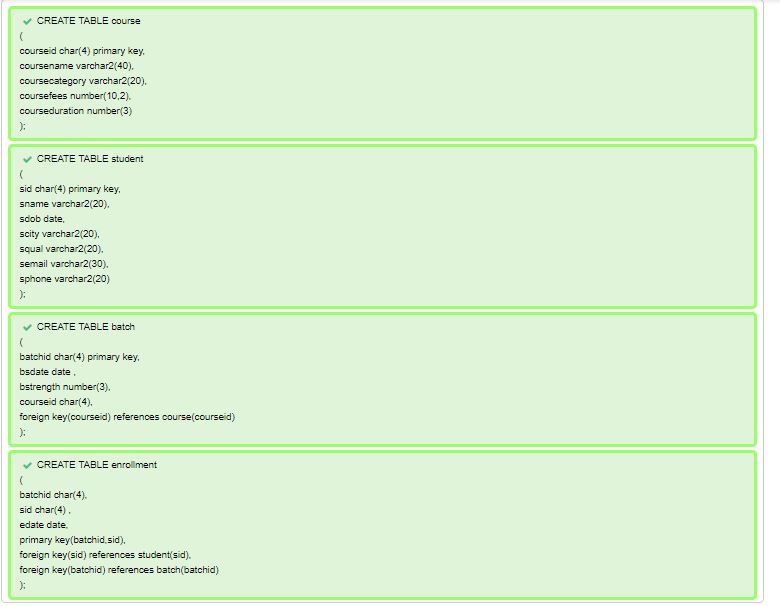 CREATE TABLE course
(
courseid char(4) primary key,
coursename varchar2(40),
coursecategory varchar2(20),
coursefees number(10,2),
courseduration number(3)
);
CREATE TABLE student
(
sid char(4) primary key,
sname varchar2(20),
sdob date,
scity varchar2(20),
squal varchar2(20),
semail varchar2(30),
sphone varchar2(20)
);
CREATE TABLE batch
(
batchid char(4) primary key,
bsdate date ,
bstrength number(3),
courseid char(4),
foreign key(courseid) references course(courseid)
);
CREATE TABLE enrollment
(
batchid char(4),
sid char(4) ,
edate date,
primary key(batchid,sid),
foreign key(sid) references student(sid),
foreign key(batchid) references batch(batchid)
);